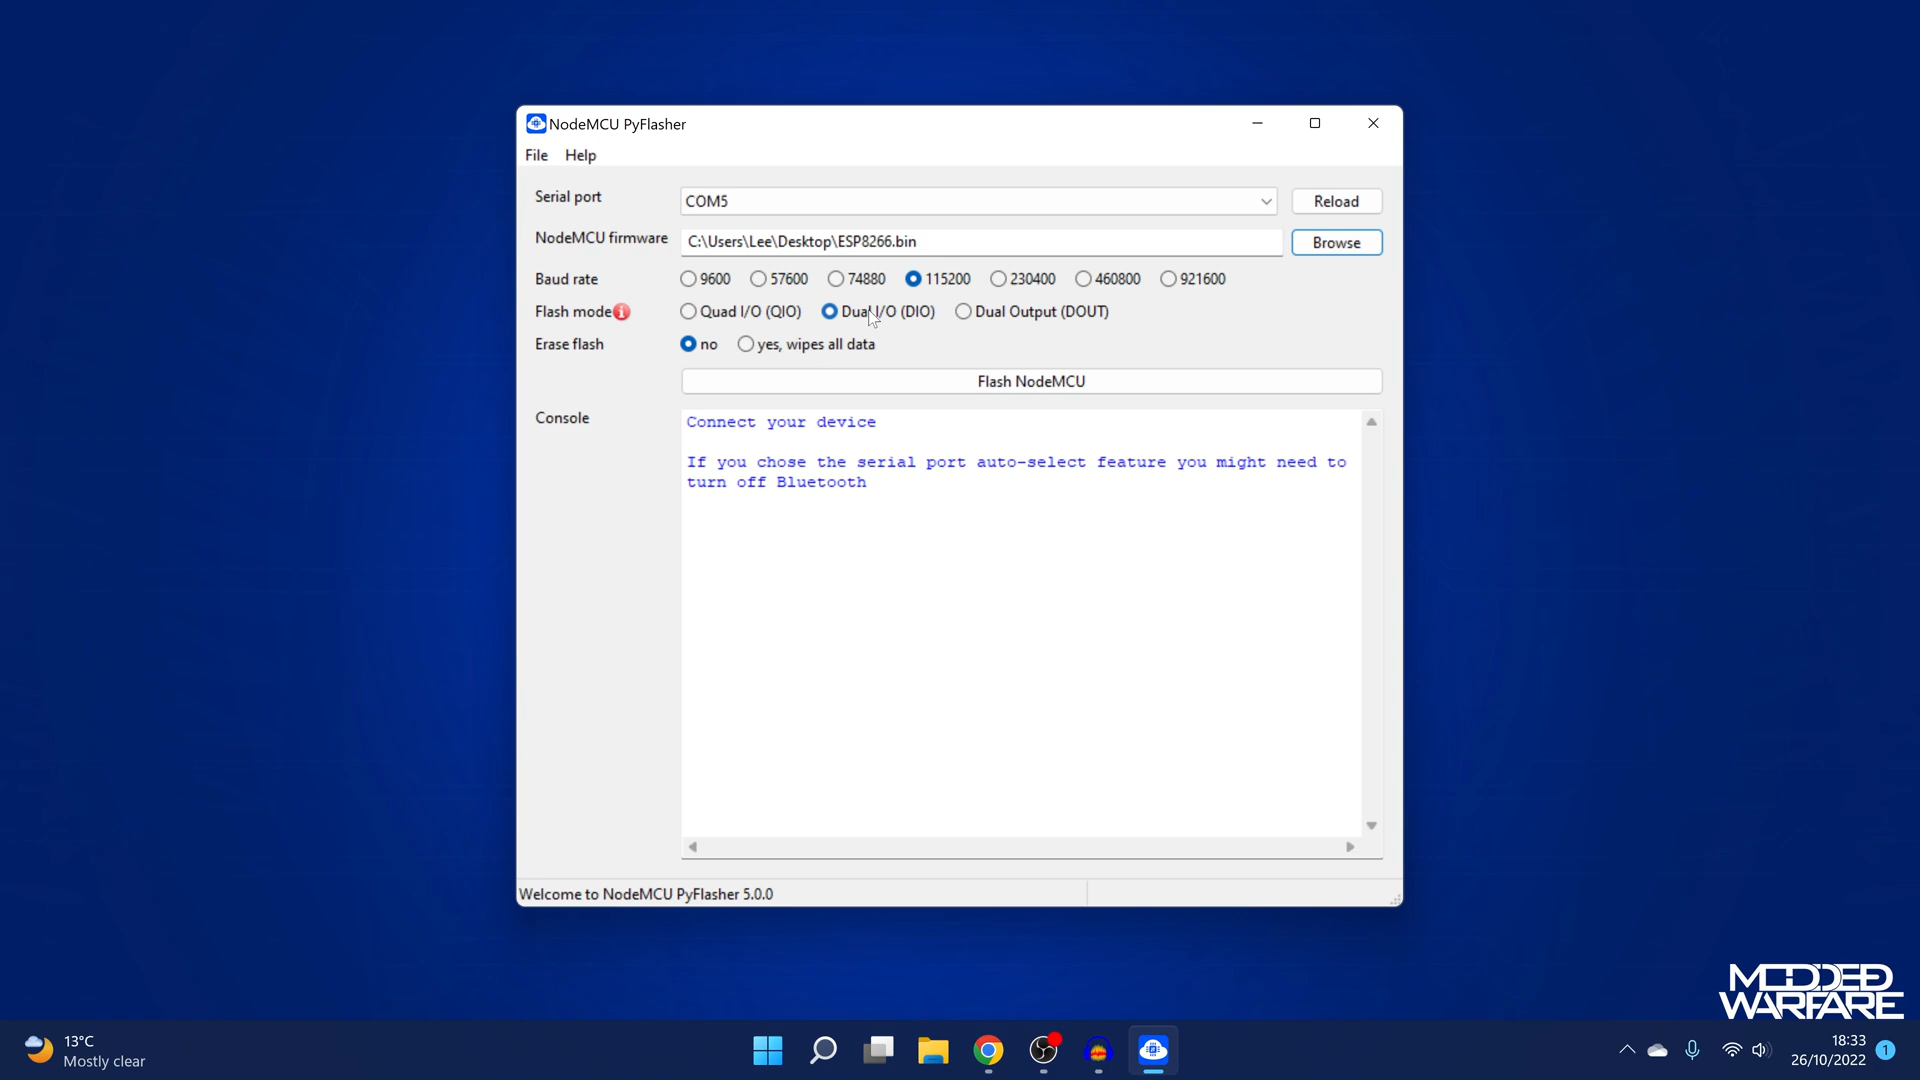 NodeMCU PyFlasher
File Help
Serial port COM5 Reload
NodeMCU firmware C:\Users\Lee\Desktop\ESP8266.bin Browse
Baud rate 9600 57600 74880 115200 230400 460800 921600
Flash mode Quad I/O (QIO) Dual I/O (DIO) Dual Output (DOUT)
Erase flash no yes, wipes all data
Flash NodeMCU
Console
Connect your device
If you chose the serial port auto-select feature you might need to
turn off Bluetooth
Welcome to NodeMCU PyFlasher 5.0.0
MODDED
WARFARE
13°C
Mostly clear
18:33
26/10/2022
1